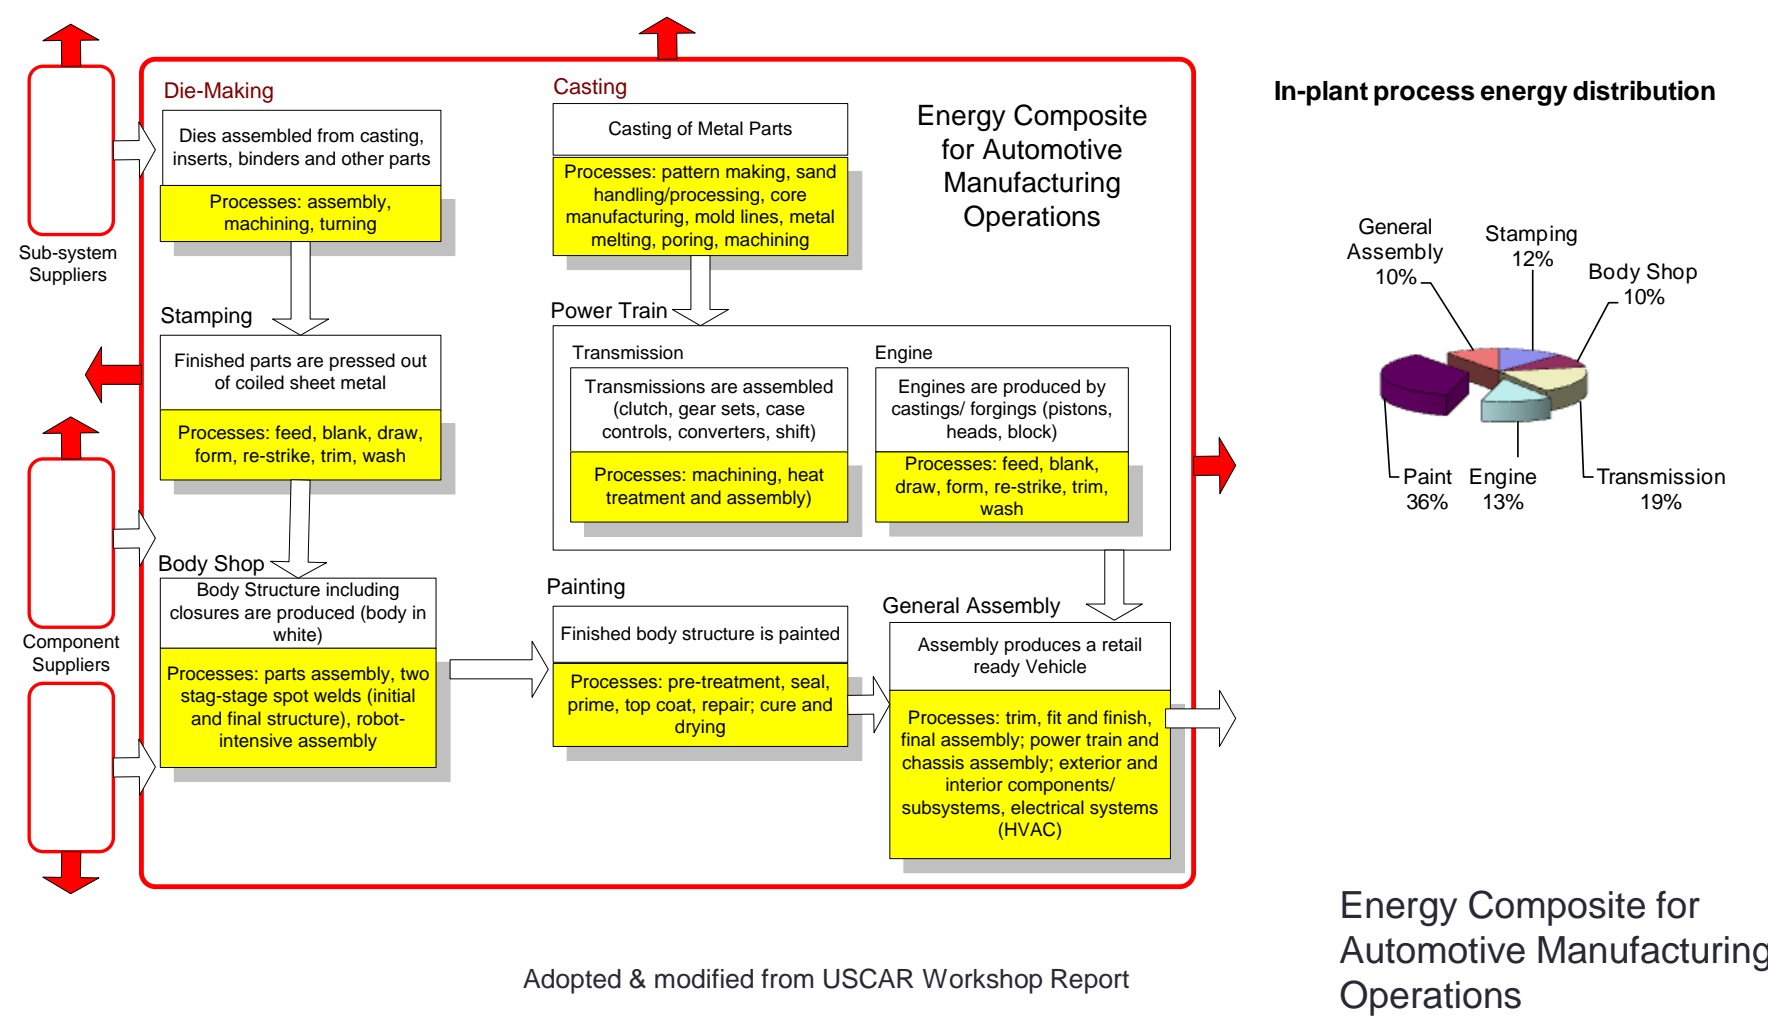 Sub-system
Suppliers
Component
Suppliers
Die-Making
Dies assembled from casting,
inserts, binders and other parts
Processes: assembly,
machining, turning
Stamping
Finished parts are pressed out
of coiled sheet metal
Processes: feed, blank, draw,
form, re-strike, trim, wash
Body Shop
Body Structure including
closures are produced (body in
white)
Processes: parts assembly, two
stag-stage spot welds (initial
and final structure), robot-
intensive assembly
Casting
Casting of Metal Parts
Processes: pattern making, sand
handling/processing, core
manufacturing, mold lines, metal
melting, poring, machining
Energy Composite
for Automotive
Manufacturing
Operations
Power Train
Transmission
Transmissions are assembled
(clutch, gear sets, case
controls, converters, shift)
Processes: machining, heat
treatment and assembly)
Engine
Engines are produced by
castings/ forgings (pistons,
heads, block)
Processes: feed, blank,
draw, form, re-strike, trim,
wash
Painting
Finished body structure is painted
Processes: pre-treatment, seal,
prime, top coat, repair; cure and
drying
General Assembly
Assembly produces a retail
ready Vehicle
Processes: trim, fit and finish,
final assembly; power train and
chassis assembly; exterior and
interior components/
subsystems, electrical systems
(HVAC)
In-plant process energy distribution
General
Assembly
10%
Stamping
12%
Body Shop
10%
Paint
36%
Engine
13%
Transmission
19%
Adopted & modified from USCAR Workshop Report
Energy Composite for
Automotive Manufacturing
Operations